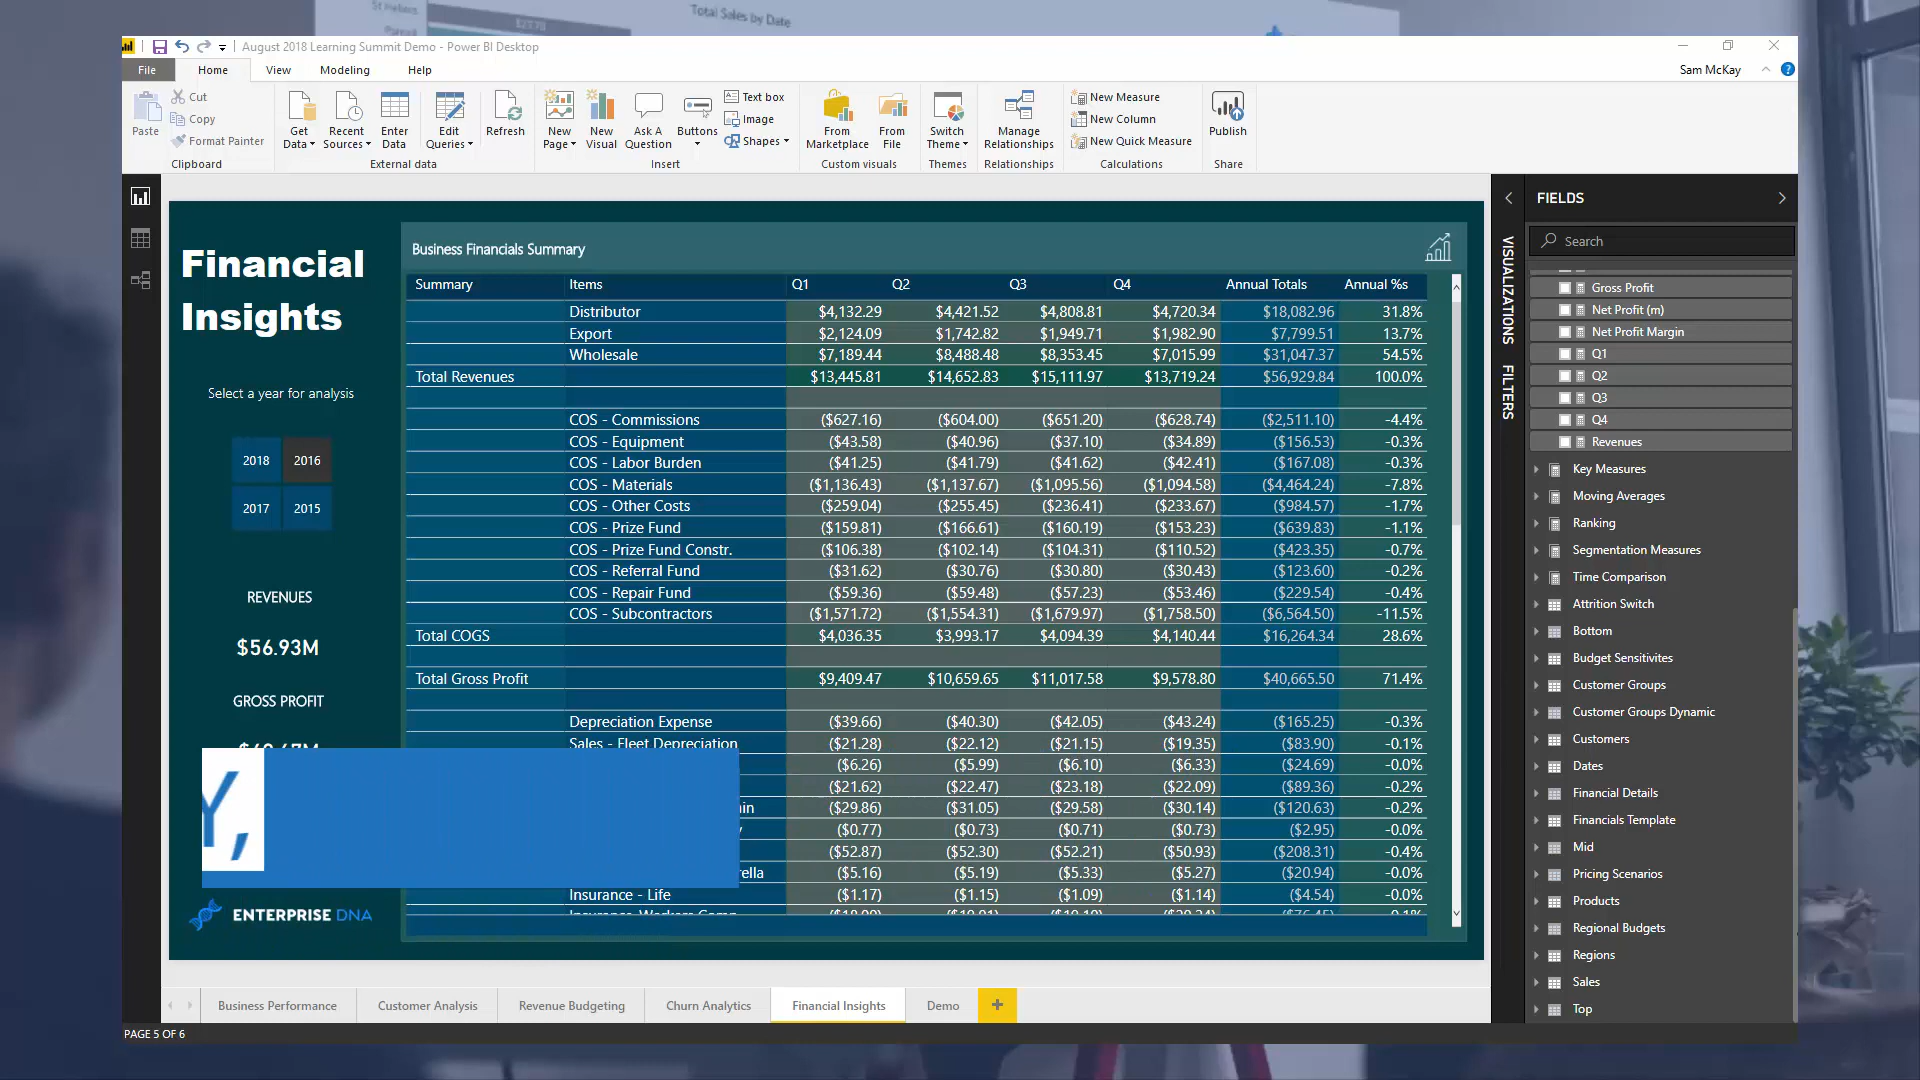 St Helens
$27.7
Total Sales by Date
August 2018 Learning Summit Demo - Power BI Desktop
File Home View Modeling Help Sam McKay
Paste Cut Copy Format Painter
Clipboard
Get Data Recent Sources Enter Data Edit Queries Refresh
External data
New Page New Visual Ask A Question Buttons Text box Image Shapes
Insert
From Marketplace From File
Custom visuals
Switch Theme
Themes
Manage Relationships
Relationships
New Measure
New Column
New Quick Measure
Calculations
Publish
Share
Financial
Insights
Select a year for analysis
2018 2016
2017 2015
REVENUES
$56.93M
GROSS PROFIT
Y,
ENTERPRISE DNA
Business Financials Summary
Summary Items Q1 Q2 Q3 Q4 Annual Totals Annual %s
Distributor $4,132.29 $4,421.52 $4,808.81 $4,720.34 $18,082.96 31.8%
Export $2,124.09 $1,742.82 $1,949.71 $1,982.90 $7,799.51 13.7%
Wholesale $7,189.44 $8,488.48 $8,353.45 $7,015.99 $31,047.37 54.5%
Total Revenues $13,445.81 $14,652.83 $15,111.97 $13,719.24 $56,929.84 100.0%
COS - Commissions ($627.16) ($604.00) ($651.20) ($628.74) ($2,511.10) -4.4%
COS - Equipment ($43.58) ($40.96) ($37.10) ($34.89) ($156.53) -0.3%
COS - Labor Burden ($41.25) ($41.79) ($41.62) ($42.41) ($167.08) -0.3%
COS - Materials ($1,136.43) ($1,137.67) ($1,095.56) ($1,094.58) ($4,464.24) -7.8%
COS - Other Costs ($259.04) ($255.45) ($236.41) ($233.67) ($984.57) -1.7%
COS - Prize Fund ($159.81) ($166.61) ($160.19) ($153.23) ($639.83) -1.1%
COS - Prize Fund Constr. ($106.38) ($102.14) ($104.31) ($110.52) ($423.35) -0.7%
COS - Referral Fund ($31.62) ($30.76) ($30.80) ($30.43) ($123.60) -0.2%
COS - Repair Fund ($59.36) ($59.48) ($57.23) ($53.46) ($229.54) -0.4%
COS - Subcontractors ($1,571.72) ($1,554.31) ($1,679.97) ($1,758.50) ($6,564.50) -11.5%
Total COGS $4,036.35 $3,993.17 $4,094.39 $4,140.44 $16,264.34 28.6%
Total Gross Profit $9,409.47 $10,659.65 $11,017.58 $9,578.80 $40,665.50 71.4%
Depreciation Expense ($39.66) ($40.30) ($42.05) ($43.24) ($165.25) -0.3%
Sales - Fleet Depreciation ($21.28) ($22.12) ($21.15) ($19.35) ($83.90) -0.1%
($6.26) ($5.99) ($6.10) ($6.33) ($24.69) -0.0%
($21.62) ($22.47) ($23.18) ($22.09) ($89.36) -0.2%
in ($29.86) ($31.05) ($29.58) ($30.14) ($120.63) -0.2%
($0.77) ($0.73) ($0.71) ($0.73) ($2.95) -0.0%
($52.87) ($52.30) ($52.21) ($50.93) ($208.31) -0.4%
rella ($5.16) ($5.19) ($5.33) ($5.27) ($20.94) -0.0%
Insurance - Life ($1.17) ($1.15) ($1.09) ($1.14) ($4.54) -0.0%
VISUALIZATIONS
FILTERS
FIELDS
Search
Gross Profit
Net Profit (m)
Net Profit Margin
Q1
Q2
Q3
Q4
Revenues
Key Measures
Moving Averages
Ranking
Segmentation Measures
Time Comparison
Attrition Switch
Bottom
Budget Sensitivites
Customer Groups
Customer Groups Dynamic
Customers
Dates
Financial Details
Financials Template
Mid
Pricing Scenarios
Products
Regional Budgets
Regions
Sales
Top
Business Performance Customer Analysis Revenue Budgeting Churn Analytics Financial Insights Demo
PAGE 5 OF 6